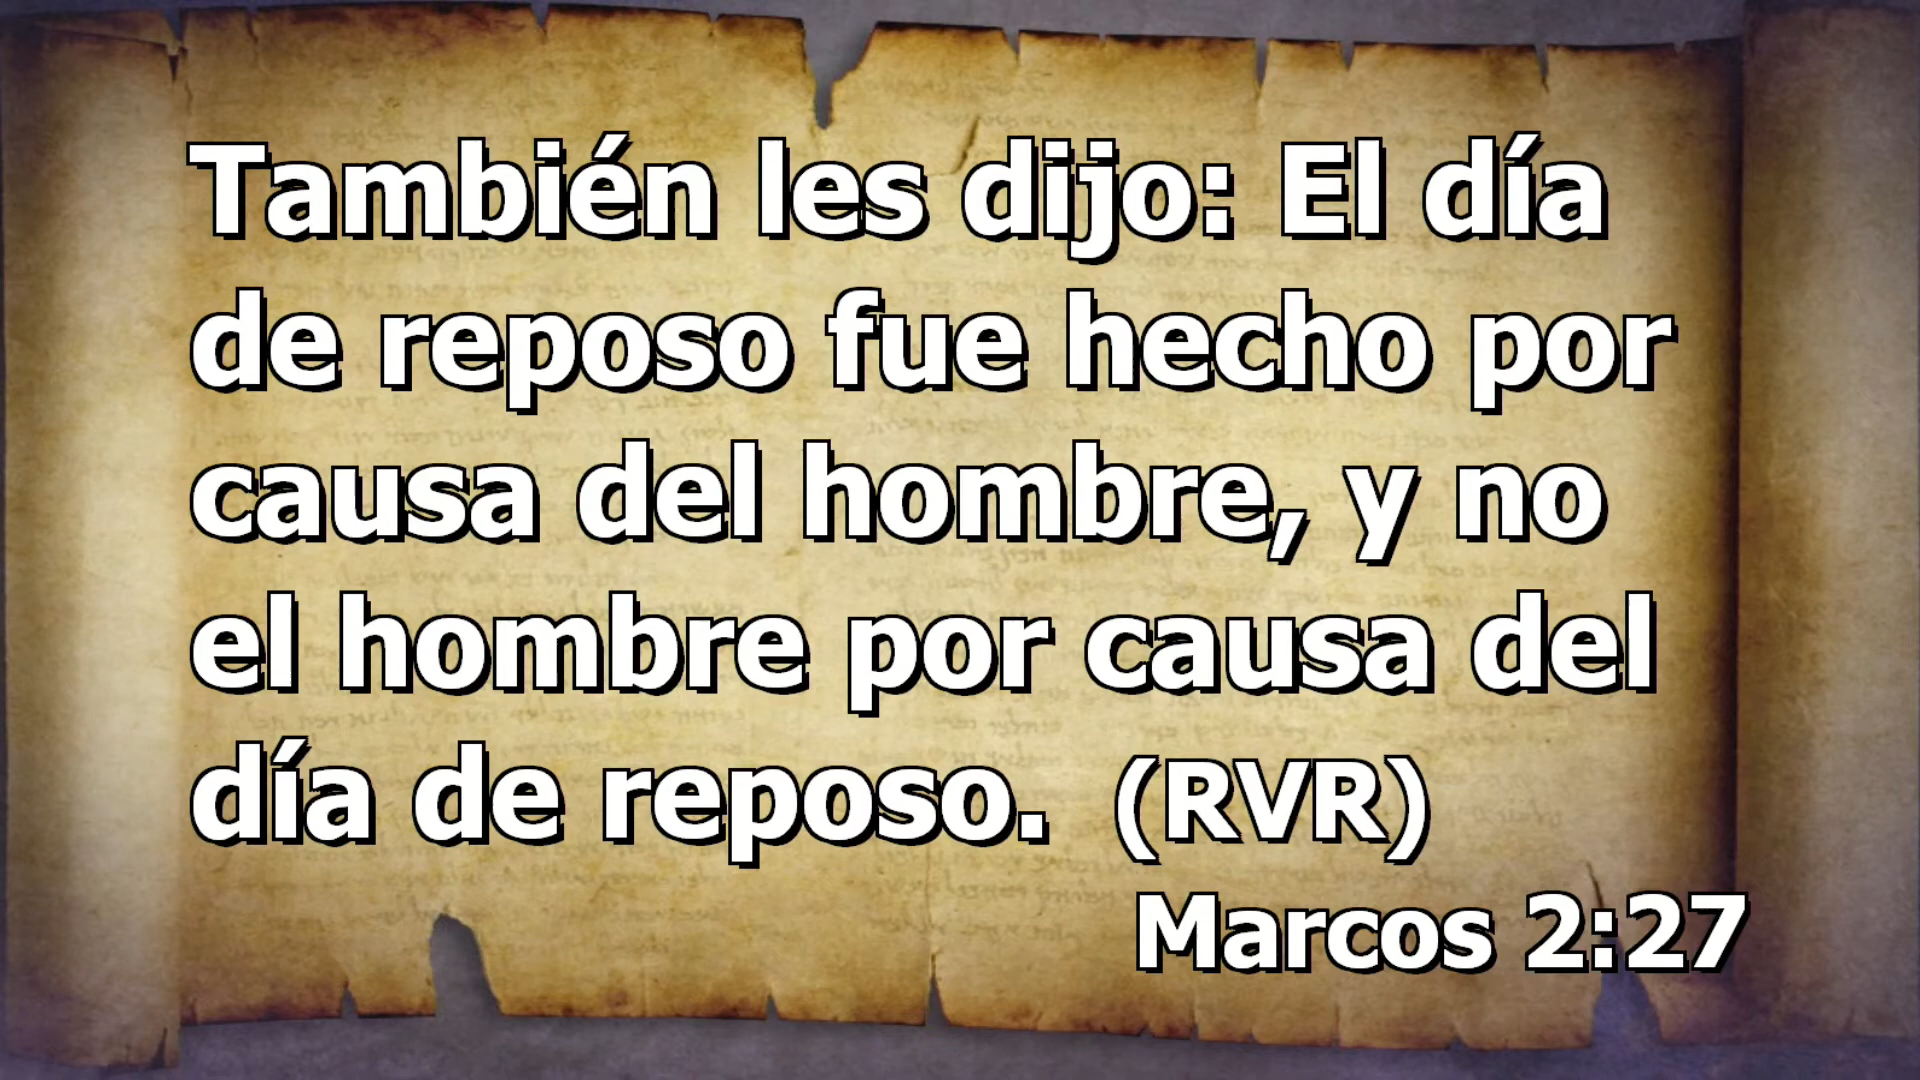 También les dijo: El día
de reposo fue hecho por
causa del hombre, y no
el hombre por causa del
día de reposo. (RVR)
Marcos 2:27